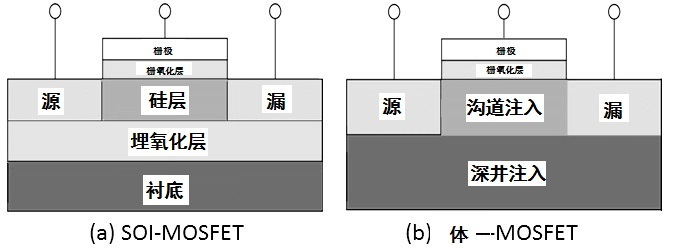 栅极
栅氧化层
源 硅层 漏
埋氧化层
衬底
(a) SOI-MOSFET
栅极
栅氧化层
源 沟道注入 漏
深井注入
(b) 体 一-MOSFET